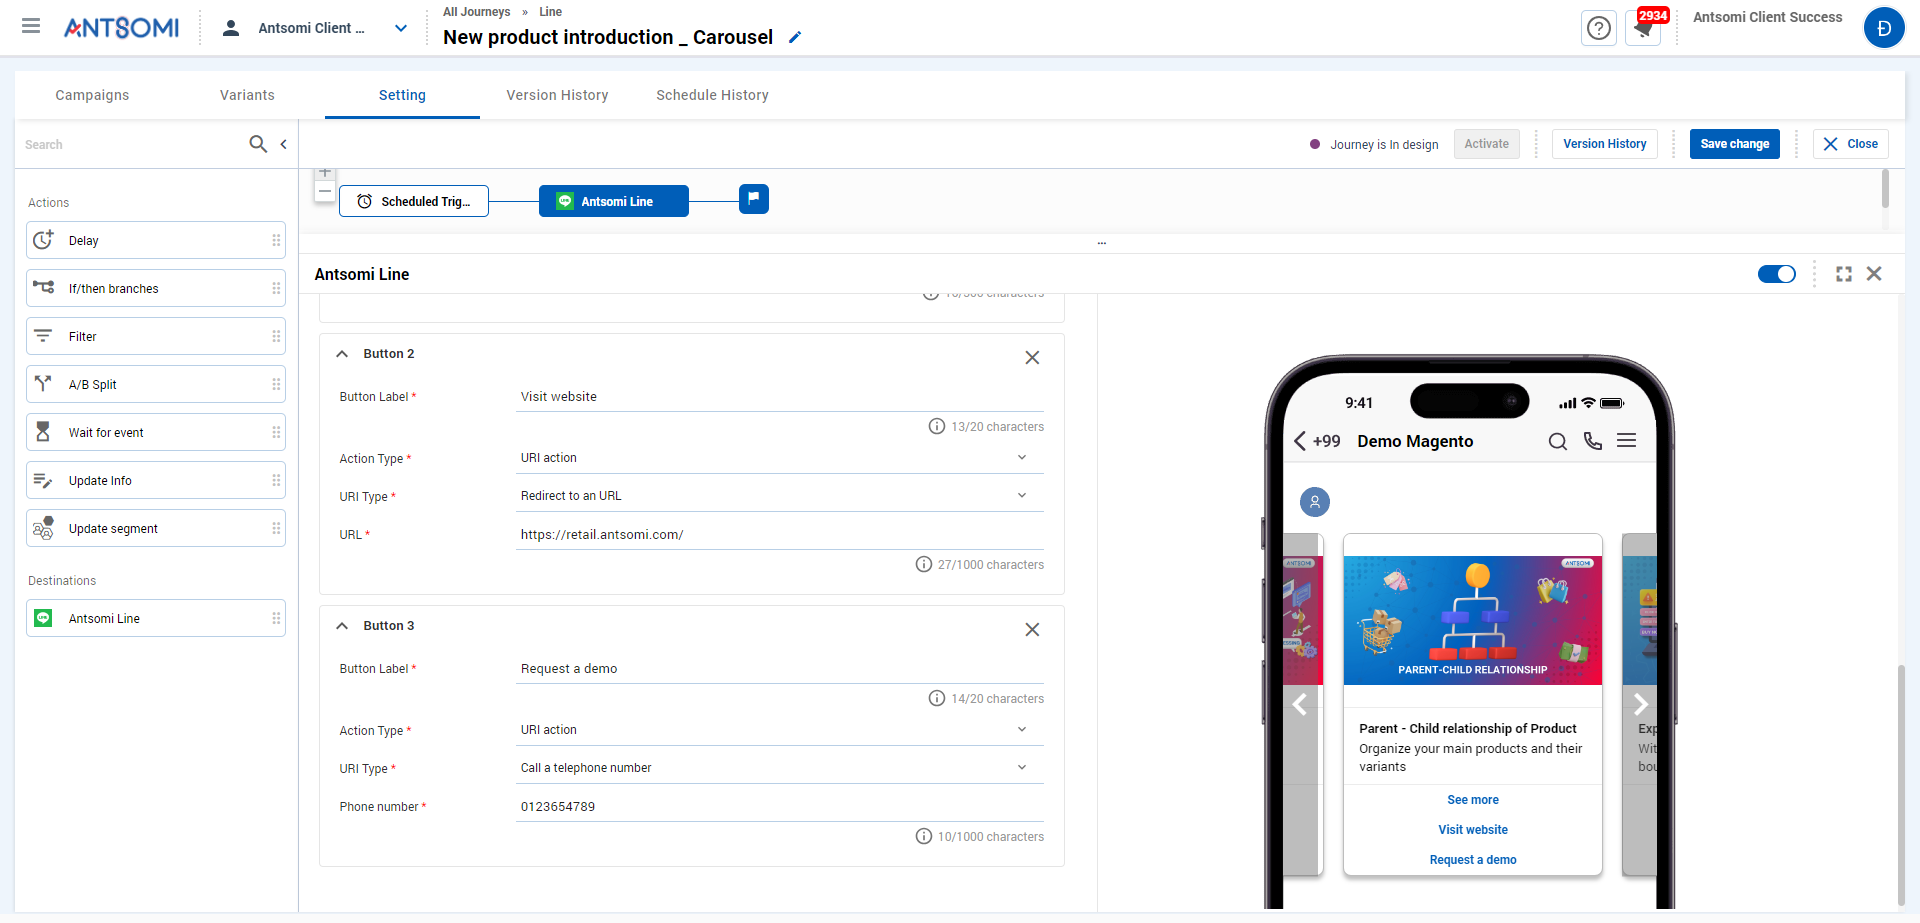 ANTSOMI
Antsomi Client ...
All Journeys » Line
New product introduction _ Carousel
2934
Antsomi Client Success
Đ
Campaigns
Variants
Setting
Version History
Schedule History
Search
Journey is In design
Activate
Version History
Save change
Close
Actions
Delay
If/then branches
Filter
A/B Split
Wait for event
Update Info
Update segment
Destinations
Antsomi Line
Scheduled Trig...
Antsomi Line
...
Antsomi Line
characters
Button 2
Button Label *
Visit website
13/20 characters
Action Type *
URI action
URI Type *
Redirect to an URL
URL *
https://retail.antsomi.com/
27/1000 characters
Button 3
Button Label *
Request a demo
14/20 characters
Action Type *
URI action
URI Type *
Call a telephone number
Phone number *
0123654789
10/1000 characters
9:41
+99 Demo Magento
ANTSOMI
ANTSOMI
PARENT-CHILD RELATIONSHIP
Parent - Child relationship of Product
Organize your main products and their
variants
See more
Visit website
Request a demo
Exp
Wit
bou